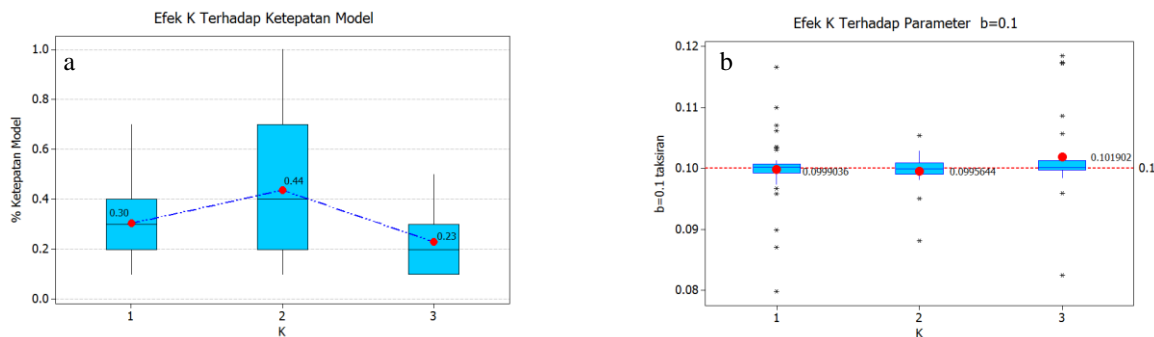 Efek K Terhadap Ketepatan Model
a
% Ketepatan Model
1.0
0.8
0.6
0.4
0.2
0.0
0.30
0.44
0.23
1 2 3
K
Efek K Terhadap Parameter b=0.1
b
b=0.1 taksiran
0.12
0.11
0.10
0.09
0.08
0.0999036
0.0995644
0.101902
0.1
1 2 3
K